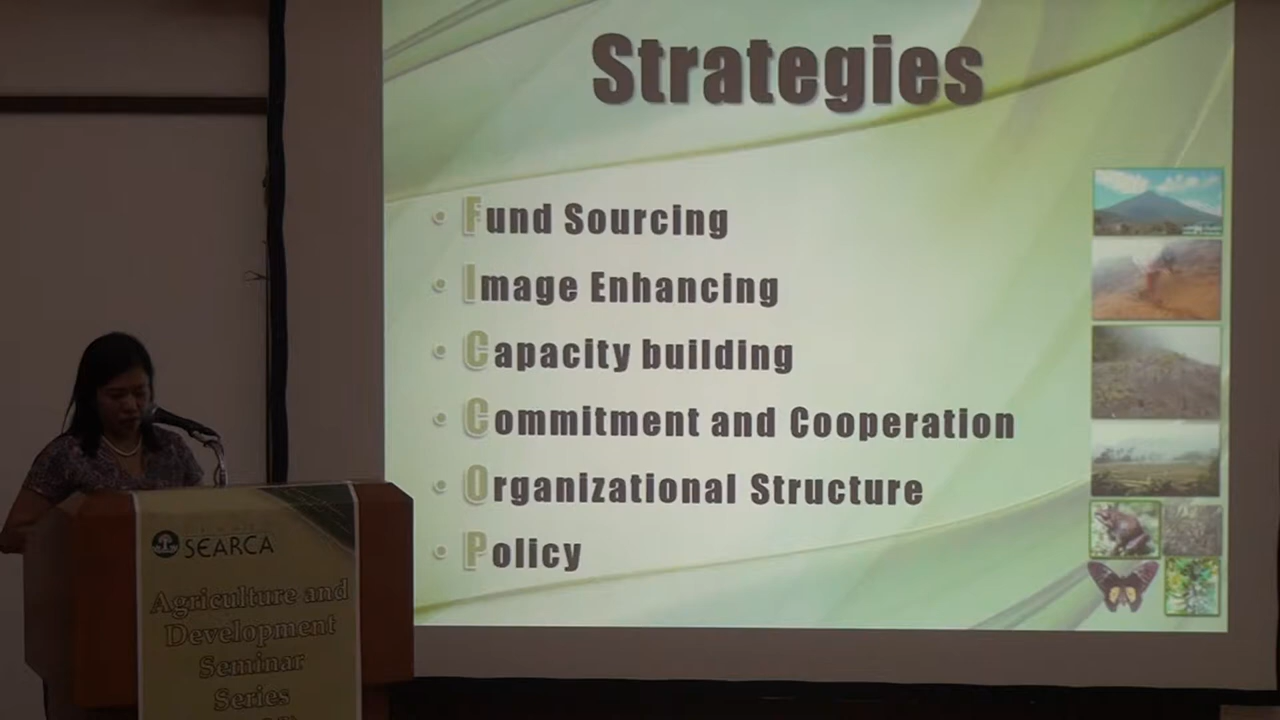 Strategies
• Fund Sourcing
• Image Enhancing
• Capacity building
• Commitment and Cooperation
• Organizational Structure
• Policy
SEARCA
Agriculture and
Development
Seminar
Series